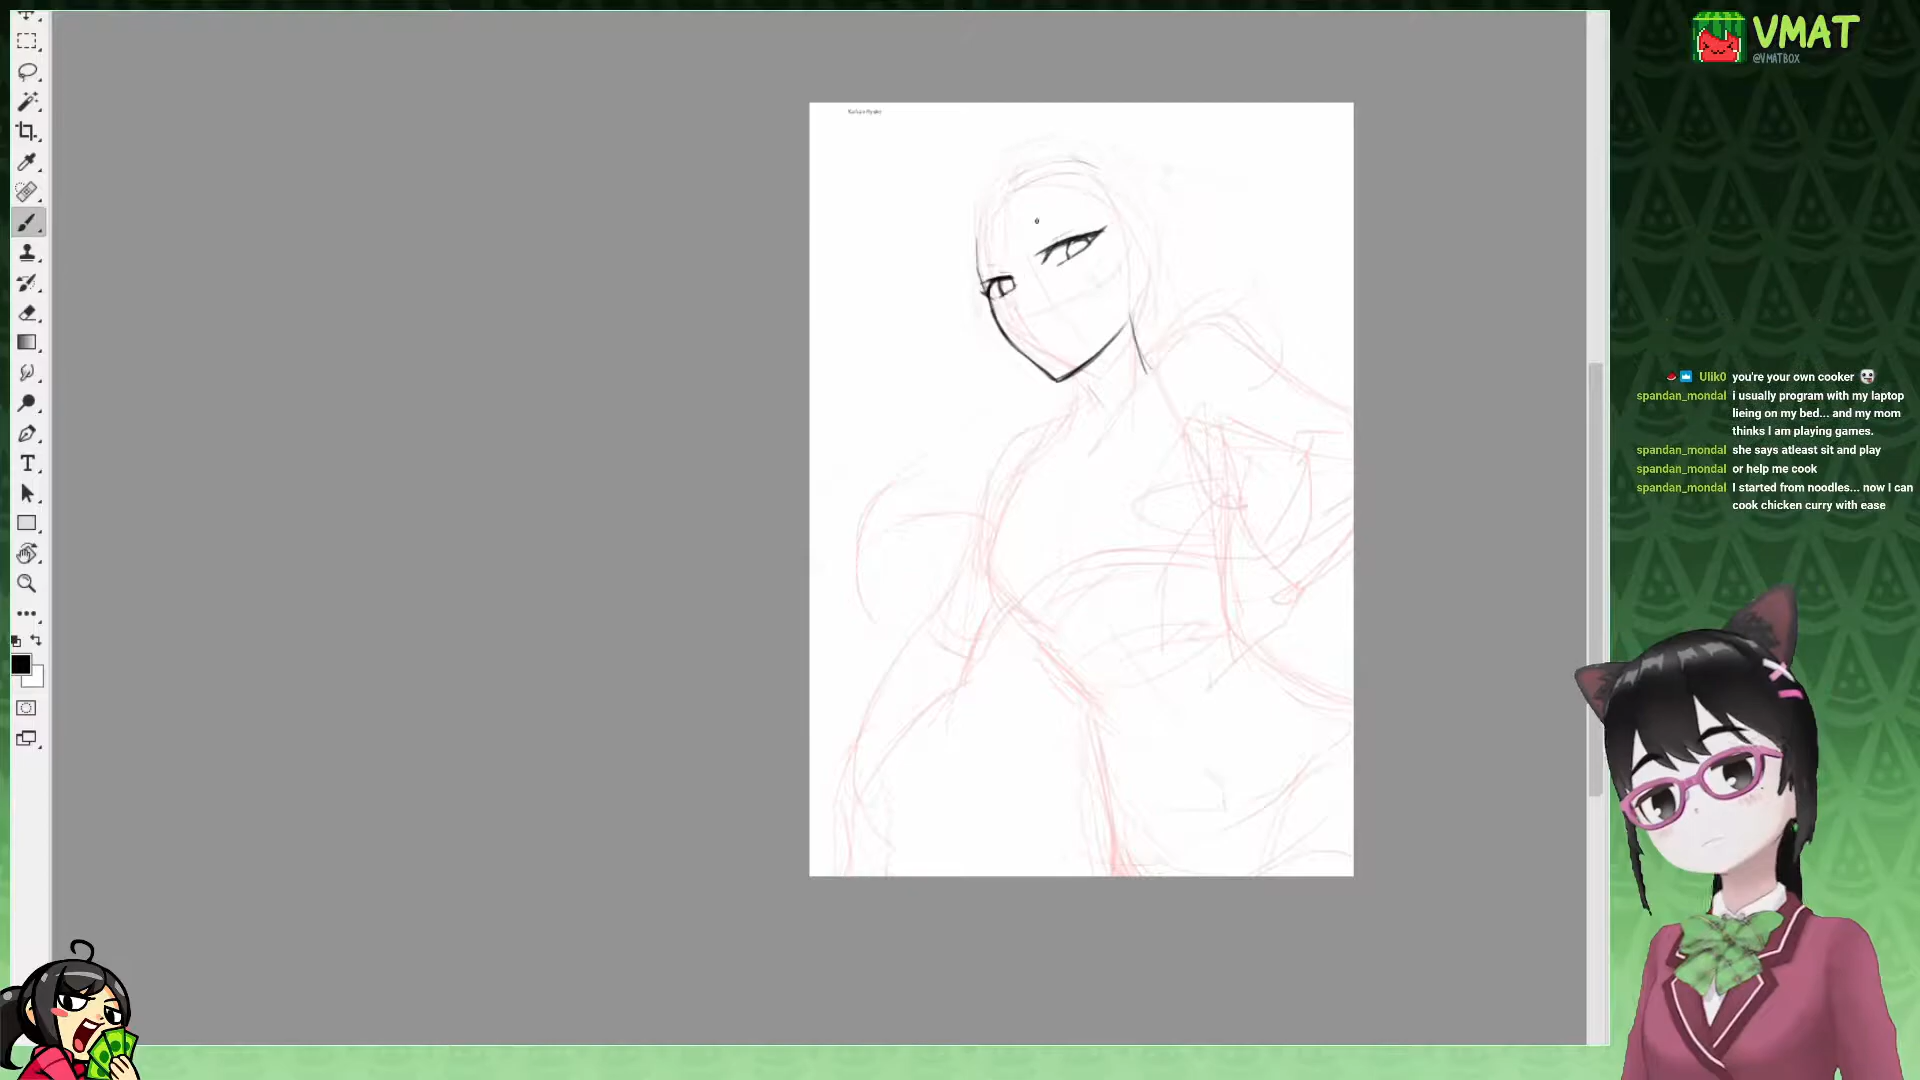 VMAT
@VMATBOX
Ulik0 you're your own cooker
spandan_mondal i usually program with my laptop
lieing on my bed... and my mom
thinks I am playing games.
spandan_mondal she says atleast sit and play
spandan_mondal or help me cook
spandan_mondal I started from noodles... now I can
cook chicken curry with ease